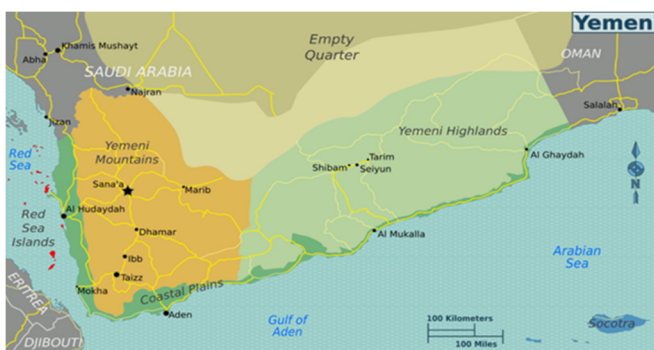 Yemen
Khamis Mushayt
Abha
Empty
Quarter
OMAN
SAUDI ARABIA
Najran
Salalah
Jizan
Yemeni Highlands
Yemeni
Mountains
Red
Sea
Tarim
Shibam
Seiyun
Al Ghaydah
Sana'a
Marib
Al Hudaydah
Red
Sea
Islands
Dhamar
Al Mukalla
Ibb
Arabian
Sea
Taizz
Mokha
Coastal Plains
ERITREA
Aden
Gulf of
Aden
100 Kilometers
100 Miles
Socotra
DJIBOUTI
N